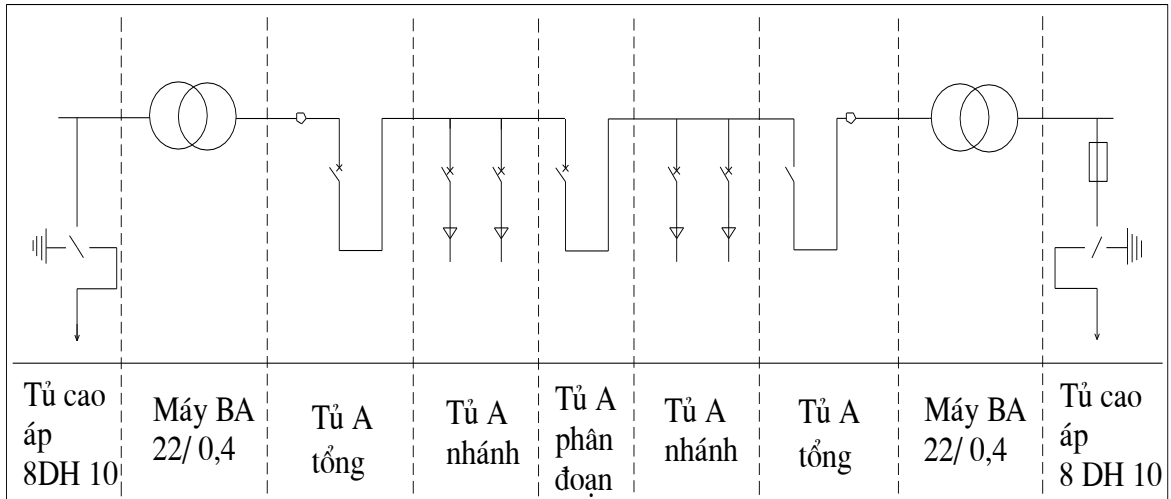 Tủ cao
áp
8DH 10
Máy BA
22/ 0,4
Tủ A
tổng
Tủ A
nhánh
Tủ A
phân
đoạn
Tủ A
nhánh
Tủ A
tổng
Máy BA
22/ 0,4
Tủ cao
áp
8 DH 10